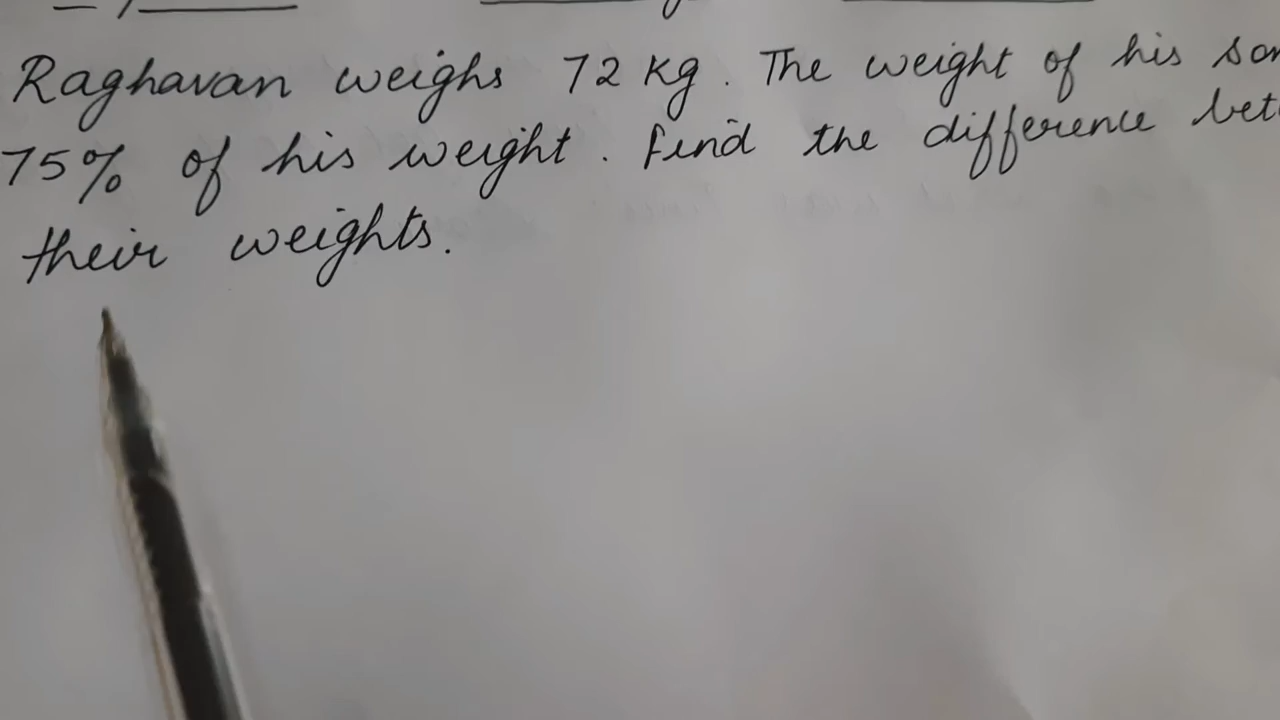 Raghavan weighs 72 kg. The weight of his
75% of his weight. Find the difference
their weights.